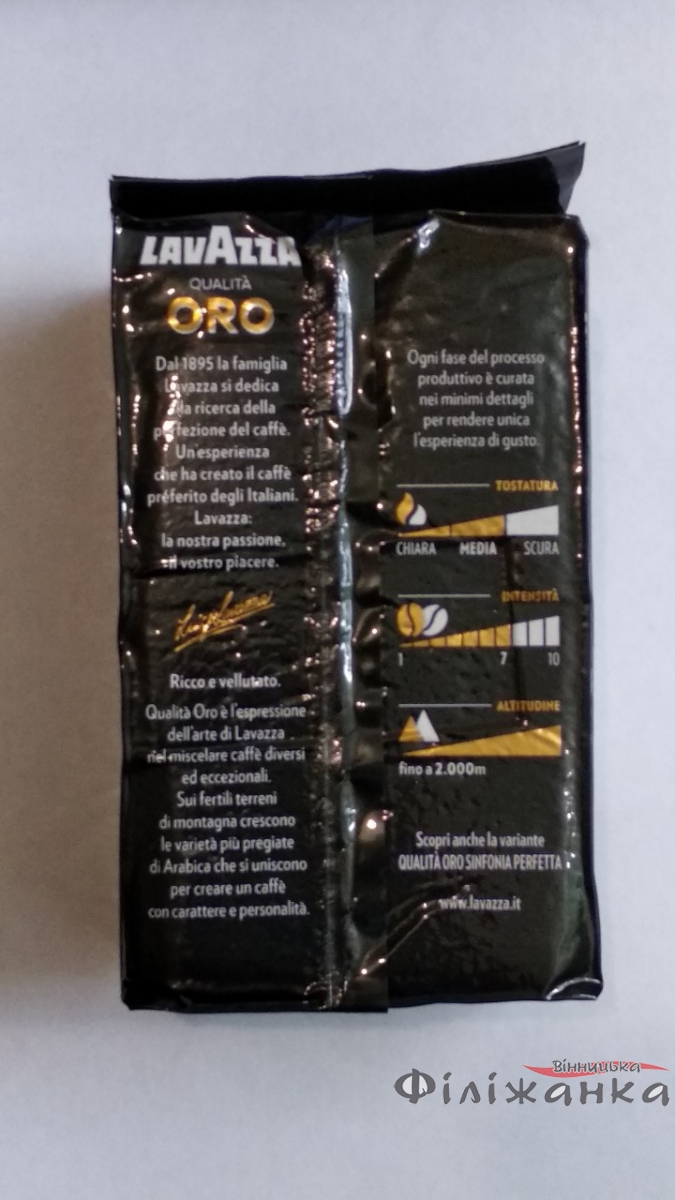 LAVAZZA
QUALITÀ
ORO
Dal 1895 la famiglia
Lavazza si dedica
alla ricerca della
perfezione del caffè.
Un'esperienza
che ha creato il caffè
preferito degli Italiani.
Lavazza:
la nostra passione,
il vostro piacere.
Ricco e vellutato.
Qualità Oro è l'espressione
dell'arte di Lavazza
nel miscelare caffè diversi
ed eccezionali.
Sui fertili terreni
di montagna crescono
le varietà più pregiate
di Arabica che si uniscono
per creare un caffè
con carattere e personalità.
Ogni fase del processo
produttivo è curata
nei minimi dettagli
per rendere unica
l'esperienza di gusto.
TOSTATURA
CHIARA MEDIA SCURA
INTENSITÀ
1 7 10
ALTITUDINE
fino a 2.000m
Scopri anche la variante
QUALITÀ ORO SINFONIA PERFETTA
www.lavazza.it
Вінницька
Філіжанка